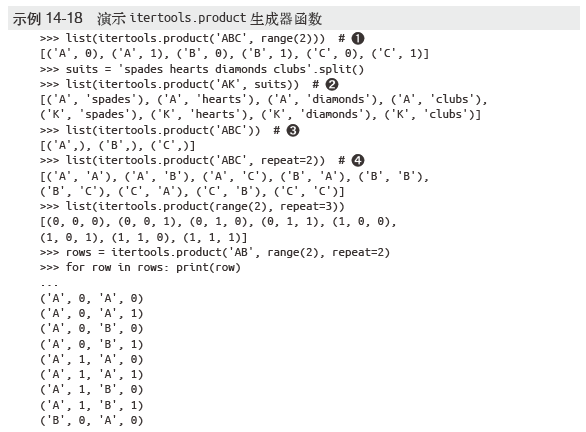 示例 14-18 演示 itertools.product 生成器函数
>>> list(itertools.product('ABC', range(2))) # ❶
[('A', 0), ('A', 1), ('B', 0), ('B', 1), ('C', 0), ('C', 1)]
>>> suits = 'spades hearts diamonds clubs'.split()
>>> list(itertools.product('AK', suits)) # ❷
[('A', 'spades'), ('A', 'hearts'), ('A', 'diamonds'), ('A', 'clubs'),
('K', 'spades'), ('K', 'hearts'), ('K', 'diamonds'), ('K', 'clubs')]
>>> list(itertools.product('ABC')) # ❸
[('A',), ('B',), ('C',)]
>>> list(itertools.product('ABC', repeat=2)) # ❹
[('A', 'A'), ('A', 'B'), ('A', 'C'), ('B', 'A'), ('B', 'B'),
('B', 'C'), ('C', 'A'), ('C', 'B'), ('C', 'C')]
>>> list(itertools.product(range(2), repeat=3))
[(0, 0, 0), (0, 0, 1), (0, 1, 0), (0, 1, 1), (1, 0, 0),
(1, 0, 1), (1, 1, 0), (1, 1, 1)]
>>> rows = itertools.product('AB', range(2), repeat=2)
>>> for row in rows: print(row)
...
('A', 0, 'A', 0)
('A', 0, 'A', 1)
('A', 0, 'B', 0)
('A', 0, 'B', 1)
('A', 1, 'A', 0)
('A', 1, 'A', 1)
('A', 1, 'B', 0)
('A', 1, 'B', 1)
('B', 0, 'A', 0)